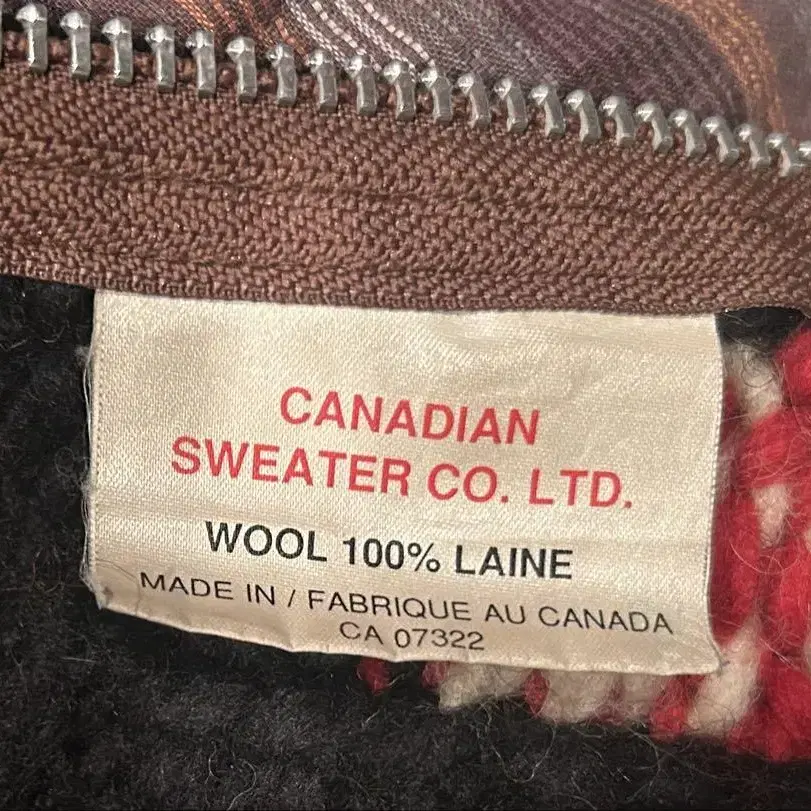 CANADIAN
SWEATER CO. LTD.
WOOL 100% LAINE
MADE IN / FABRIQUE AU CANADA
CA 07322